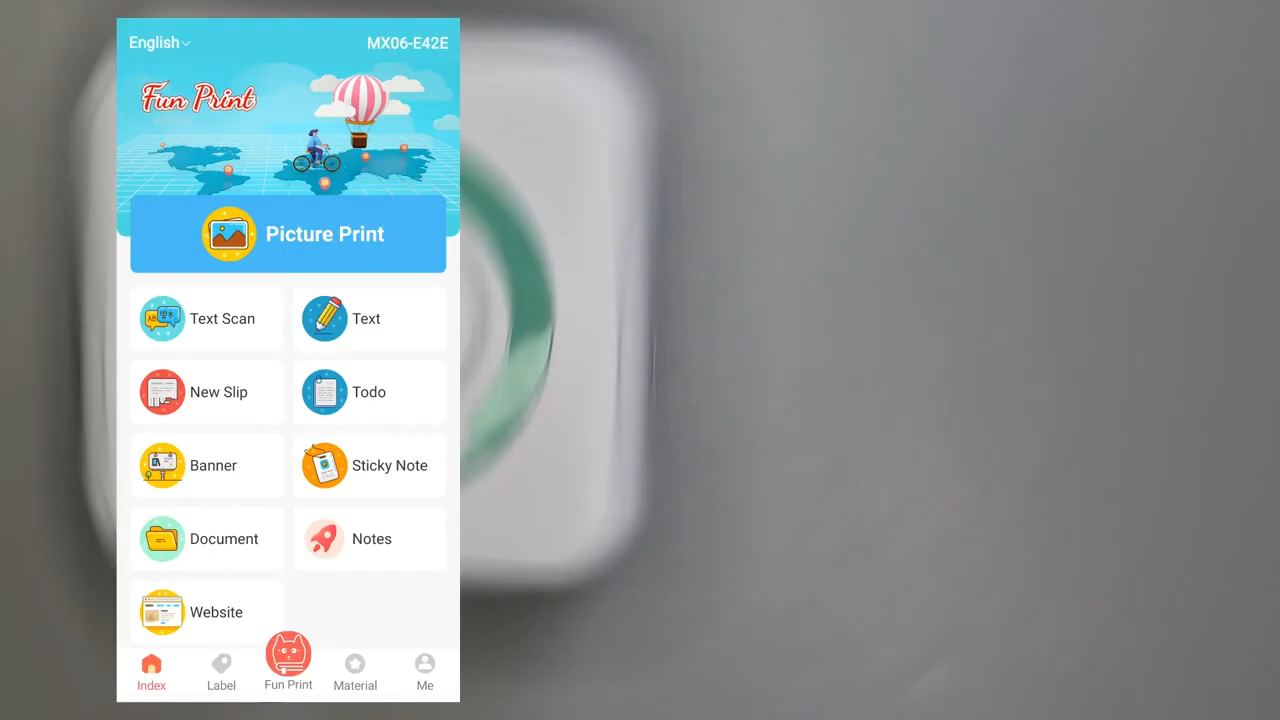 English
MX06-E42E
Fun Print
Picture Print
Text Scan
Text
New Slip
Todo
Banner
Sticky Note
Document
Notes
Website
Index
Label
Fun Print
Material
Me